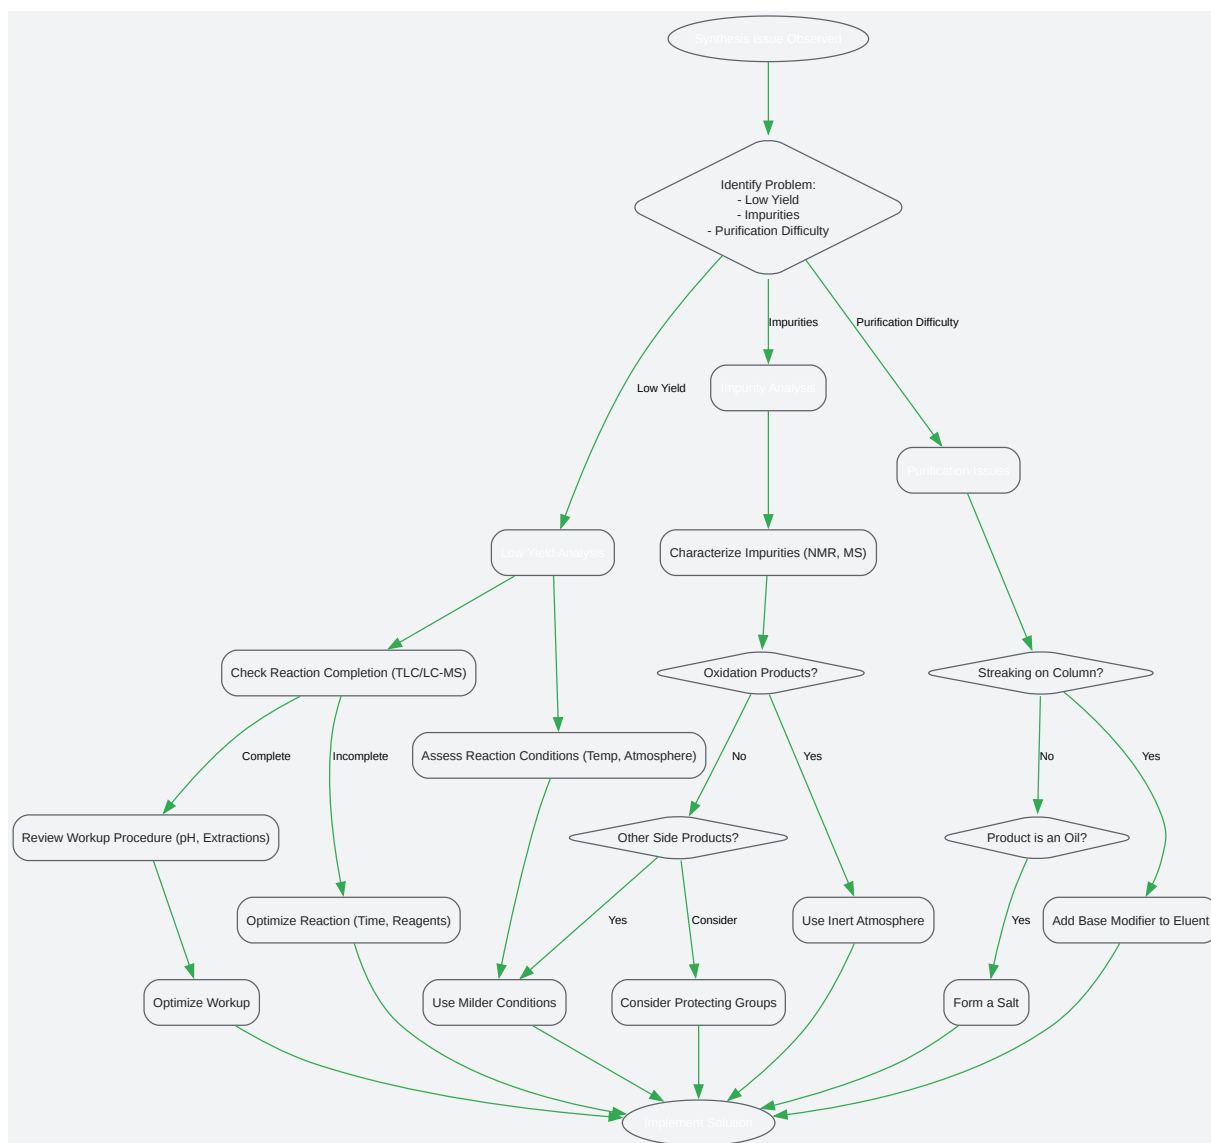 Synthesis Issue Observed
Identify Problem:
- Low Yield
- Impurities
- Purification Difficulty
Impurities
Purification Difficulty
Low Yield
Impurity Analysis
Purification Issues
Low Yield Analysis
Characterize Impurities (NMR, MS)
Check Reaction Completion (TLC/LC-MS)
Oxidation Products?
Streaking on Column?
Complete
Incomplete
Assess Reaction Conditions (Temp, Atmosphere)
No
Yes
No
Yes
Review Workup Procedure (pH, Extractions)
Other Side Products?
Product is an Oil?
Optimize Reaction (Time, Reagents)
Yes
Consider
Use Inert Atmosphere
Yes
Add Base Modifier to Eluent
Optimize Workup
Use Milder Conditions
Consider Protecting Groups
Form a Salt
Implement Solution